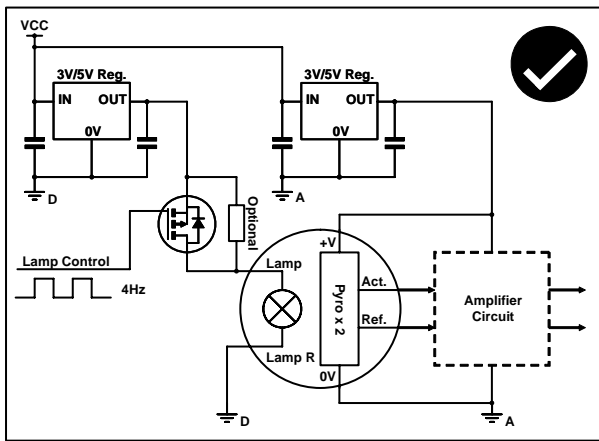 VCC
3V/5V Reg.
IN OUT
0V
D
3V/5V Reg.
IN OUT
0V
A
Optional
Lamp Control
4Hz
Lamp
Lamp R
D
+V
Pyro x 2
Act.
Ref.
0V
Amplifier
Circuit
A